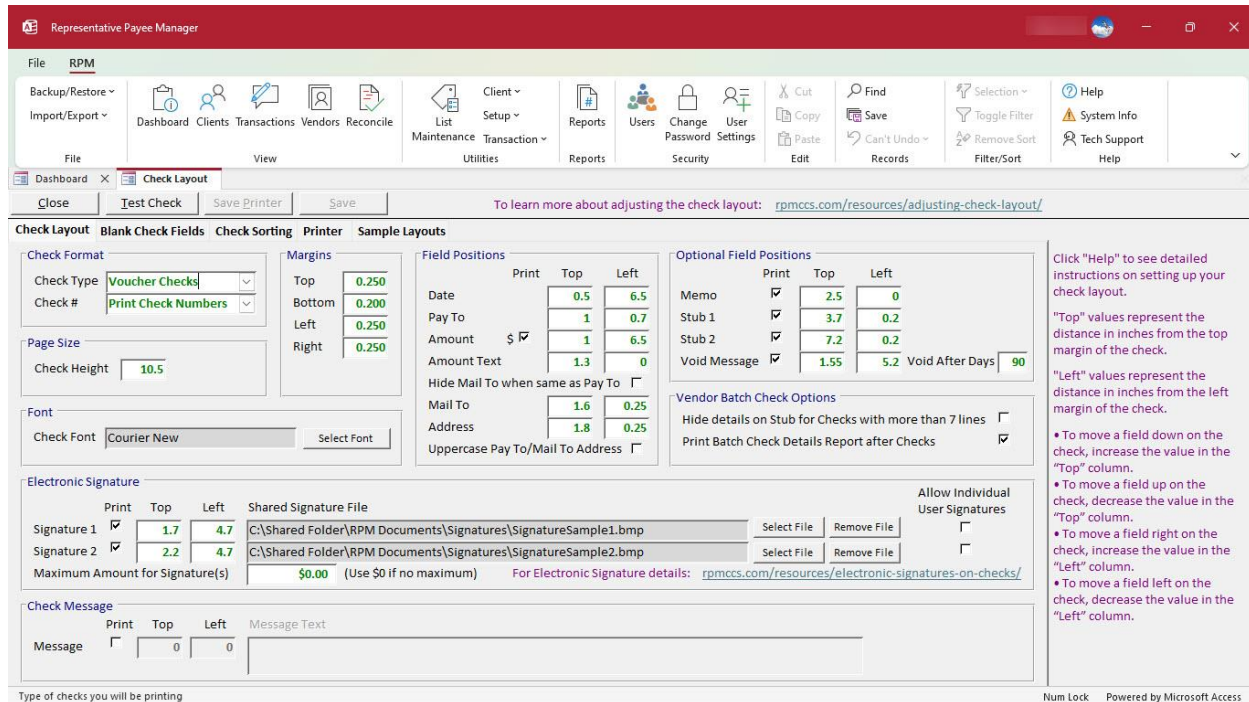 Representative Payee Manager
File RPM
Backup/Restore
Import/Export
File
Dashboard Clients Transactions Vendors Reconcile
View
List Maintenance
Client
Setup
Transaction
Utilities
Reports
Reports
Users
Change Password
User Settings
Security
Cut
Copy
Paste
Edit
Find
Save
Can't Undo
Records
Selection
Toggle Filter
Remove Sort
Filter/Sort
Help
System Info
Tech Support
Help
Dashboard X Check Layout
Close Test Check Save Printer Save To learn more about adjusting the check layout: rpmccs.com/resources/adjusting-check-layout/
Check Layout Blank Check Fields Check Sorting Printer Sample Layouts
Check Format
Check Type Voucher Checks
Check # Print Check Numbers
Page Size
Check Height 10.5
Font
Check Font Courier New Select Font
Margins
Top 0.250
Bottom 0.200
Left 0.250
Right 0.250
Field Positions
Print Top Left
Date 0.5 6.5
Pay To 1 0.7
Amount $ 1 6.5
Amount Text 1.3 0
Hide Mail To when same as Pay To
Mail To 1.6 0.25
Address 1.8 0.25
Uppercase Pay To/Mail To Address
Optional Field Positions
Print Top Left
Memo 2.5 0
Stub 1 3.7 0.2
Stub 2 7.2 0.2
Void Message 1.55 5.2 Void After Days 90
Vendor Batch Check Options
Hide details on Stub for Checks with more than 7 lines
Print Batch Check Details Report after Checks
Electronic Signature
Print Top Left Shared Signature File Allow Individual User Signatures
Signature 1 1.7 4.7 C:\Shared Folder\RPM Documents\Signatures\SignatureSample1.bmp Select File Remove File
Signature 2 2.2 4.7 C:\Shared Folder\RPM Documents\Signatures\SignatureSample2.bmp Select File Remove File
Maximum Amount for Signature(s) $0.00 (Use $0 if no maximum) For Electronic Signature details: rpmccs.com/resources/electronic-signatures-on-checks/
Check Message
Print Top Left Message Text
Message 0 0
Click "Help" to see detailed
instructions on setting up your
check layout.
"Top" values represent the
distance in inches from the top
margin of the check.
"Left" values represent the
distance in inches from the left
margin of the check.
• To move a field down on the
check, increase the value in the
“Top” column.
• To move a field up on the
check, decrease the value in the
“Top” column.
• To move a field right on the
check, increase the value in the
“Left” column.
• To move a field left on the
check, decrease the value in the
“Left” column.
Type of checks you will be printing Num Lock Powered by Microsoft Access